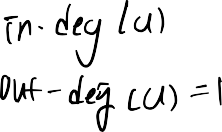 in-deg (u)
out-deg (u) = 1